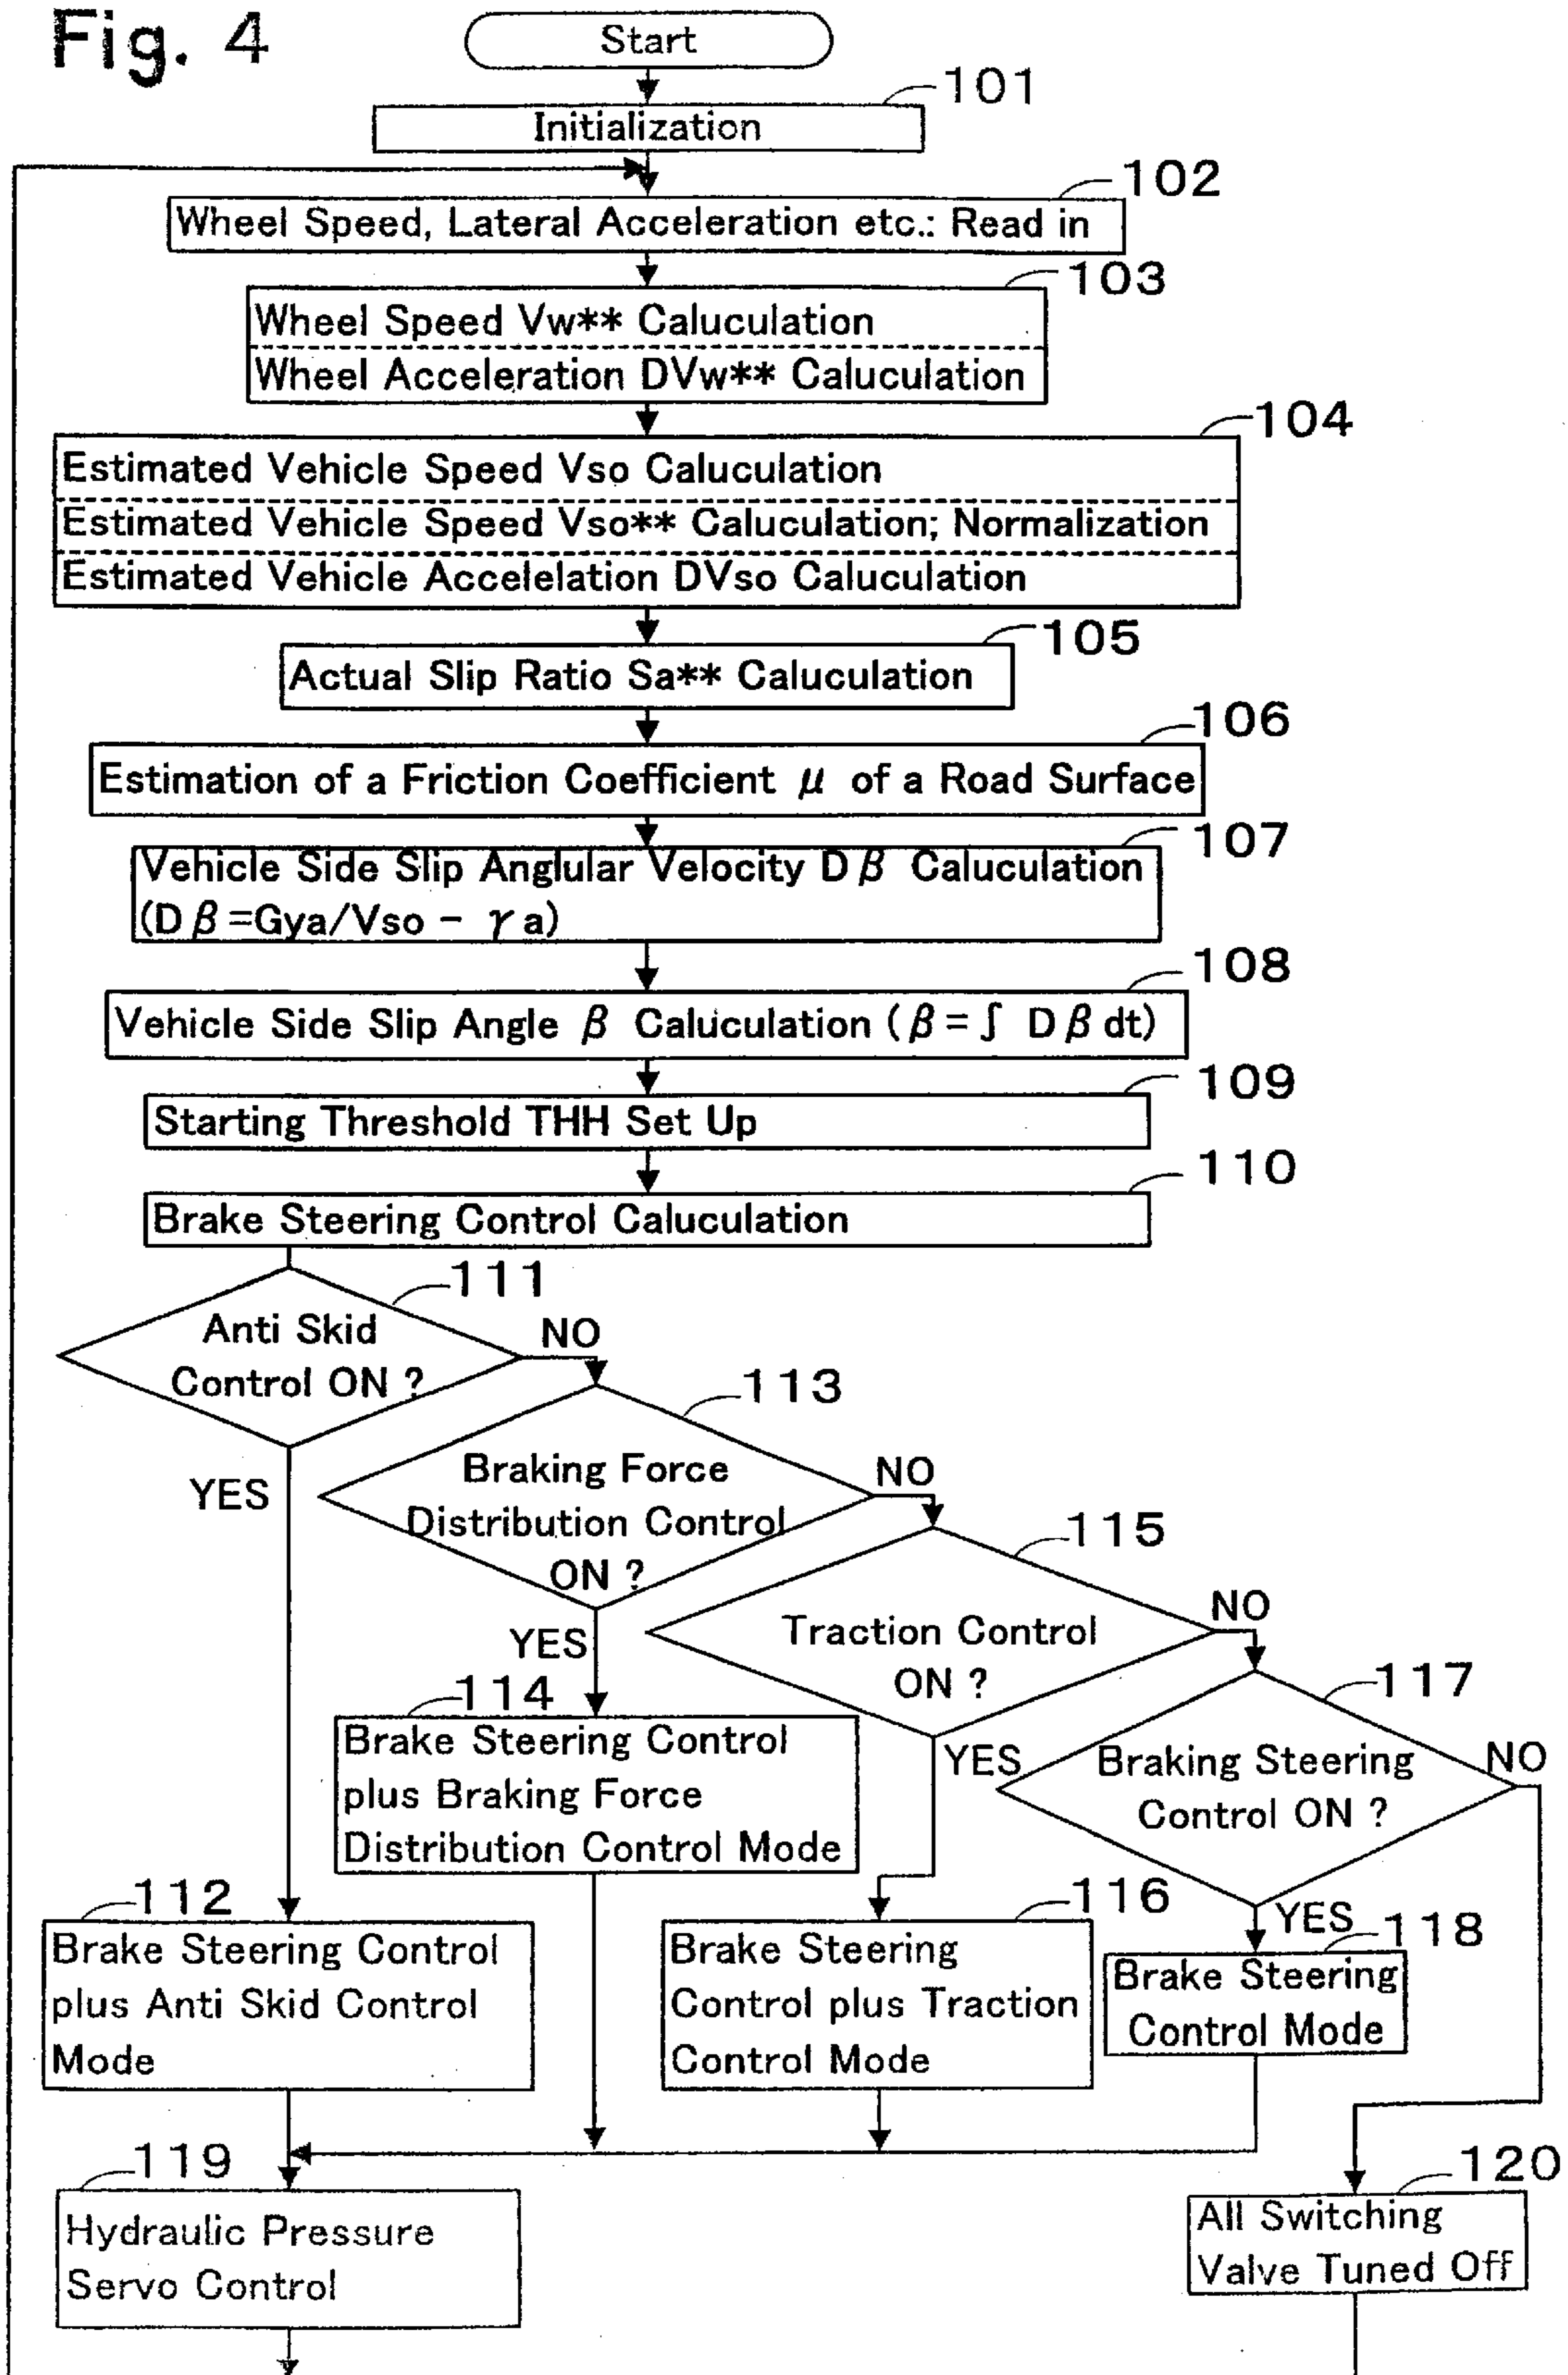 Fig. 4
Start
101
Initialization
102
Wheel Speed, Lateral Acceleration etc.: Read in
103
Wheel Speed Vw** Caluculation
Wheel Acceleration DVw** Caluculation
104
Estimated Vehicle Speed Vso Caluculation
Estimated Vehicle Speed Vso** Caluculation; Normalization
Estimated Vehicle Accelelation DVso Caluculation
105
Actual Slip Ratio Sa** Caluculation
106
Estimation of a Friction Coefficient μ of a Road Surface
107
Vehicle Side Slip Anglular Velocity D β Caluculation
(D β =Gya/Vso - γ a)
108
Vehicle Side Slip Angle β Caluculation ( β = ∫ D β dt)
109
Starting Threshold THH Set Up
110
Brake Steering Control Caluculation
111
Anti Skid
Control ON ?
NO
YES
113
Braking Force
Distribution Control
ON ?
NO
YES
115
Traction Control
ON ?
NO
YES
117
Braking Steering
Control ON ?
NO
YES
114
Brake Steering Control
plus Braking Force
Distribution Control Mode
112
Brake Steering Control
plus Anti Skid Control
Mode
116
Brake Steering
Control plus Traction
Control Mode
118
Brake Steering
Control Mode
119
Hydraulic Pressure
Servo Control
120
All Switching
Valve Tuned Off